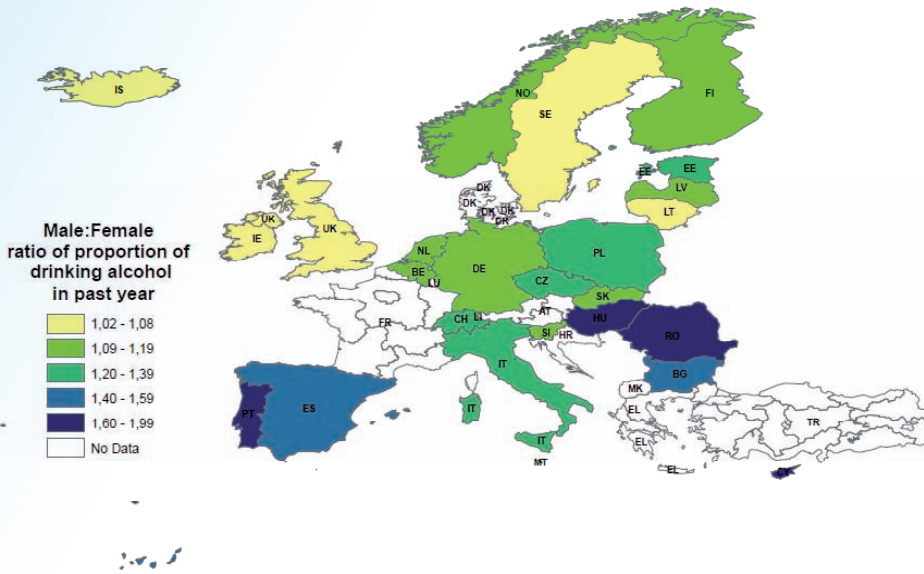 IS
NO
FI
SE
EE
EE
DK
LV
DK
DK
DK
DK
LT
UK
UK
IE
Male:Female
ratio of proportion of
drinking alcohol
in past year
1,02 - 1,08
1,09 - 1,19
1,20 - 1,39
1,40 - 1,59
1,60 - 1,99
No Data
NL
PL
DE
BE
CZ
LU
SK
AT
FR
CH
LI
HU
SI
HR
RO
IT
BG
MK
ES
PT
IT
EL
TR
IT
EL
MT
EL
CY